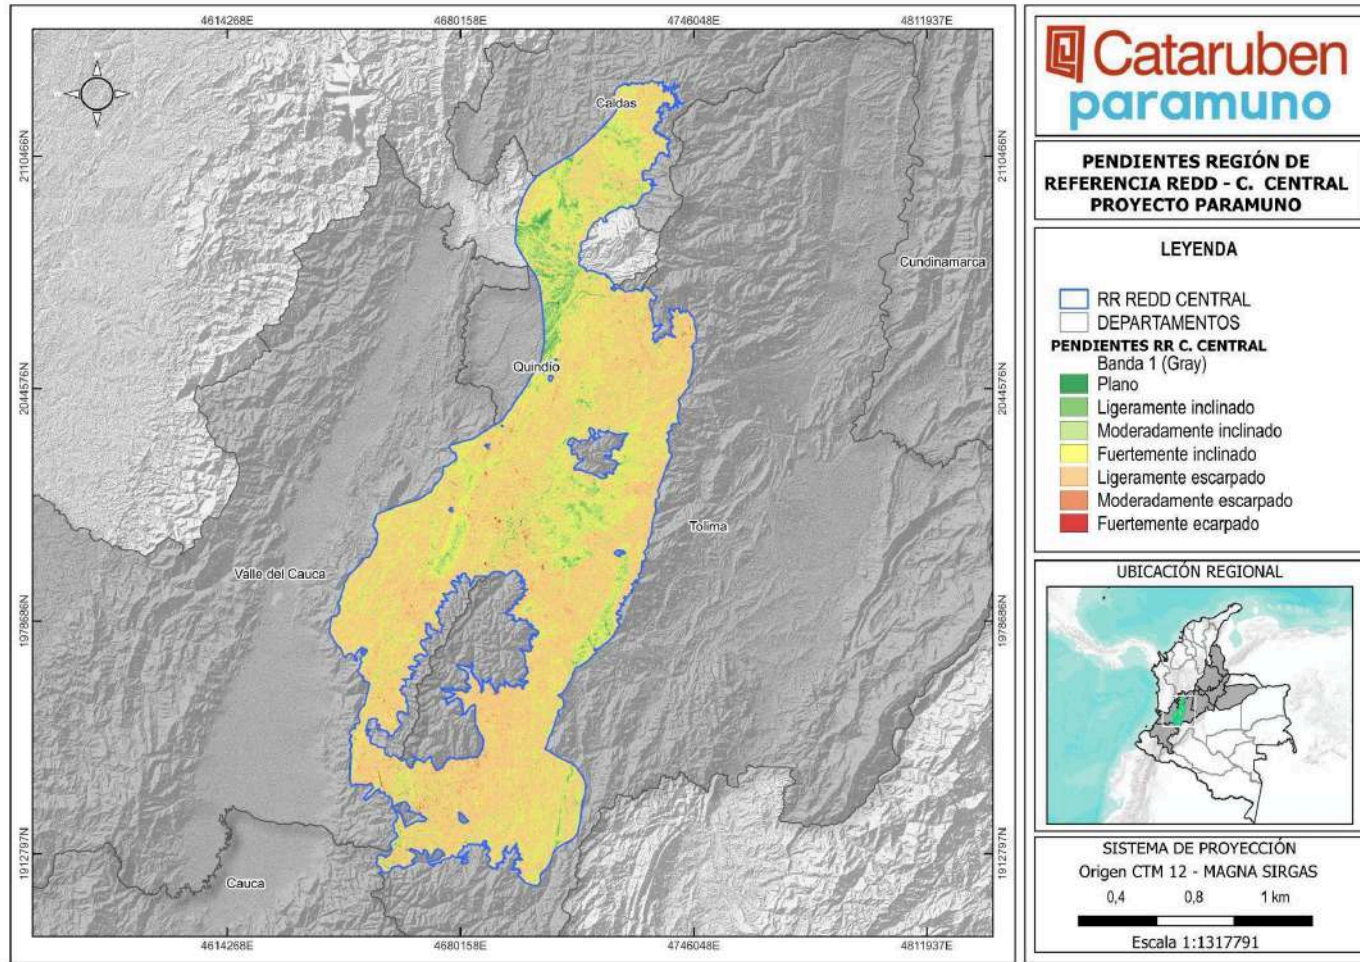 4614268E
4680158E
4746048E
4811937E
2110466N
2044576N
1978686N
1912797N
2110466N
2044576N
1978686N
1912797N
N
Caldas
Cundinamarca
Quindío
Tolima
Valle del Cauca
Cauca
4614268E
4680158E
4746048E
4811937E
Cataruben
paramuno
PENDIENTES REGIÓN DE
REFERENCIA REDD - C. CENTRAL
PROYECTO PARAMUNO
LEYENDA
RR REDD CENTRAL
DEPARTAMENTOS
PENDIENTES RR C. CENTRAL
Banda 1 (Gray)
Plano
Ligeramente inclinado
Moderadamente inclinado
Fuertemente inclinado
Ligeramente escarpado
Moderadamente escarpado
Fuertemente ecarpado
UBICACIÓN REGIONAL
SISTEMA DE PROYECCIÓN
Origen CTM 12 - MAGNA SIRGAS
0,4 0,8 1 km
Escala 1:1317791